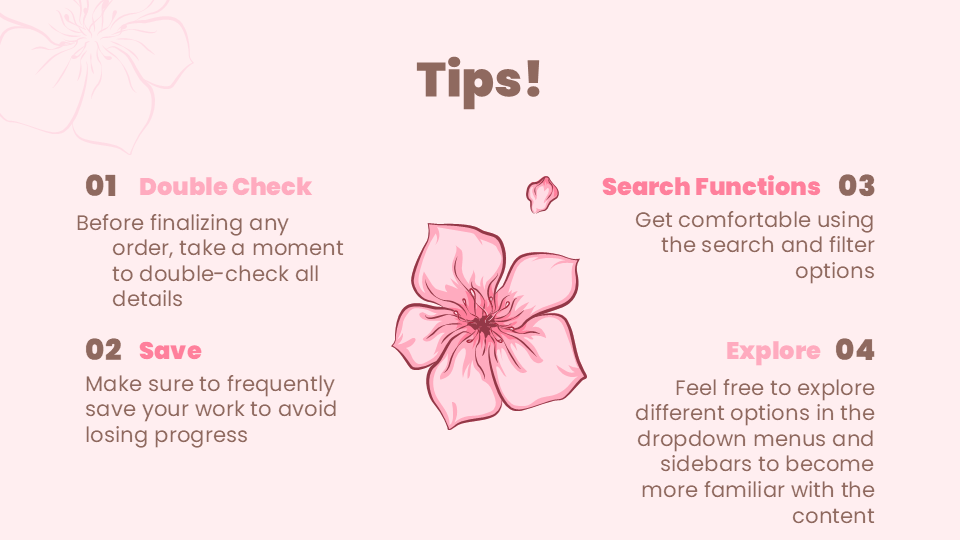 Tips!
01 Double Check
Before finalizing any
order, take a moment
to double-check all
details
02 Save
Make sure to frequently
save your work to avoid
losing progress
Search Functions 03
Get comfortable using
the search and filter
options
Explore 04
Feel free to explore
different options in the
dropdown menus and
sidebars to become
more familiar with the
content